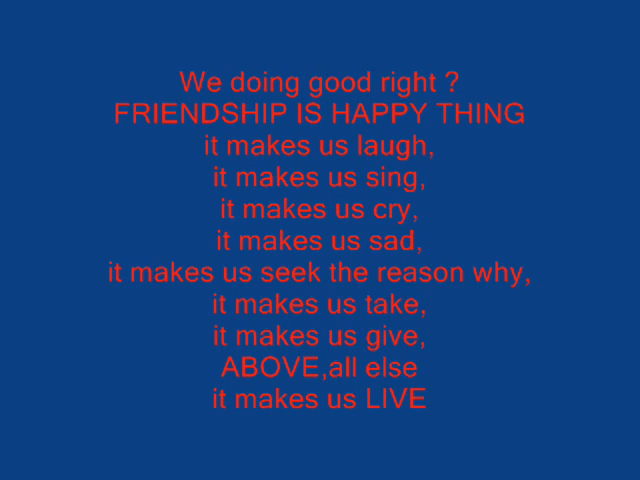 We doing good right ?
FRIENDSHIP IS HAPPY THING
it makes us laugh,
it makes us sing,
it makes us cry,
it makes us sad,
it makes us seek the reason why,
it makes us take,
it makes us give,
ABOVE,all else
it makes us LIVE